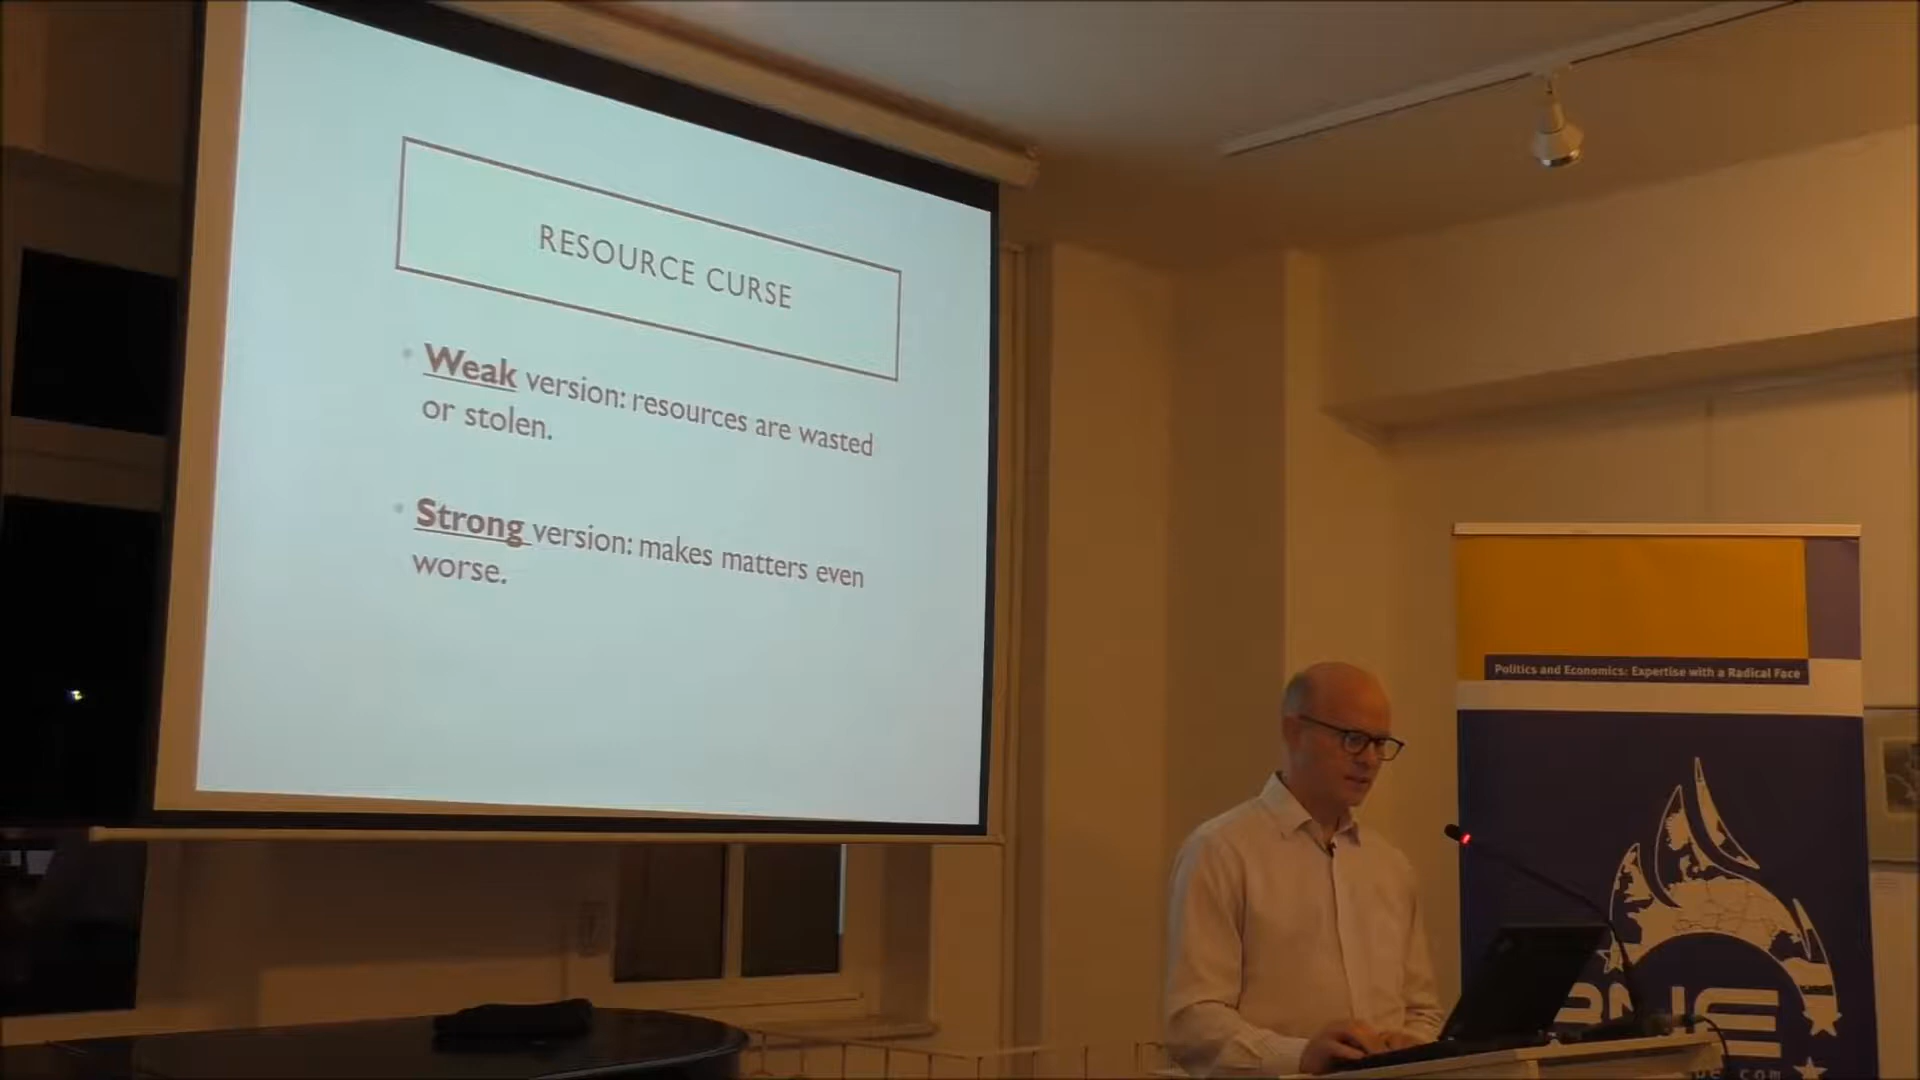 RESOURCE CURSE
Weak version: resources are wasted
or stolen.
Strong version: makes matters even
worse.
Politics and Economics: Expertise with a Radical Face